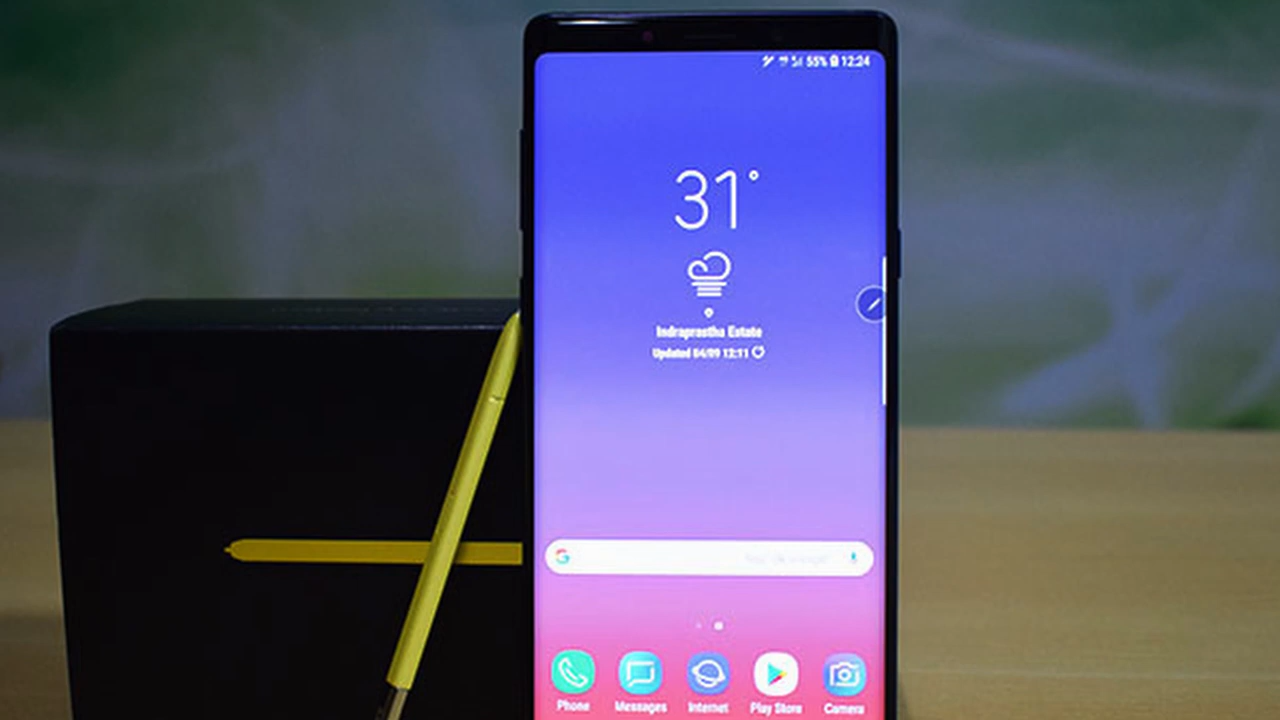 55% 12:24
31°
Indraprastha Estate
Updated 04/09 12:11
G
Phone Messages Internet Play Store Camera